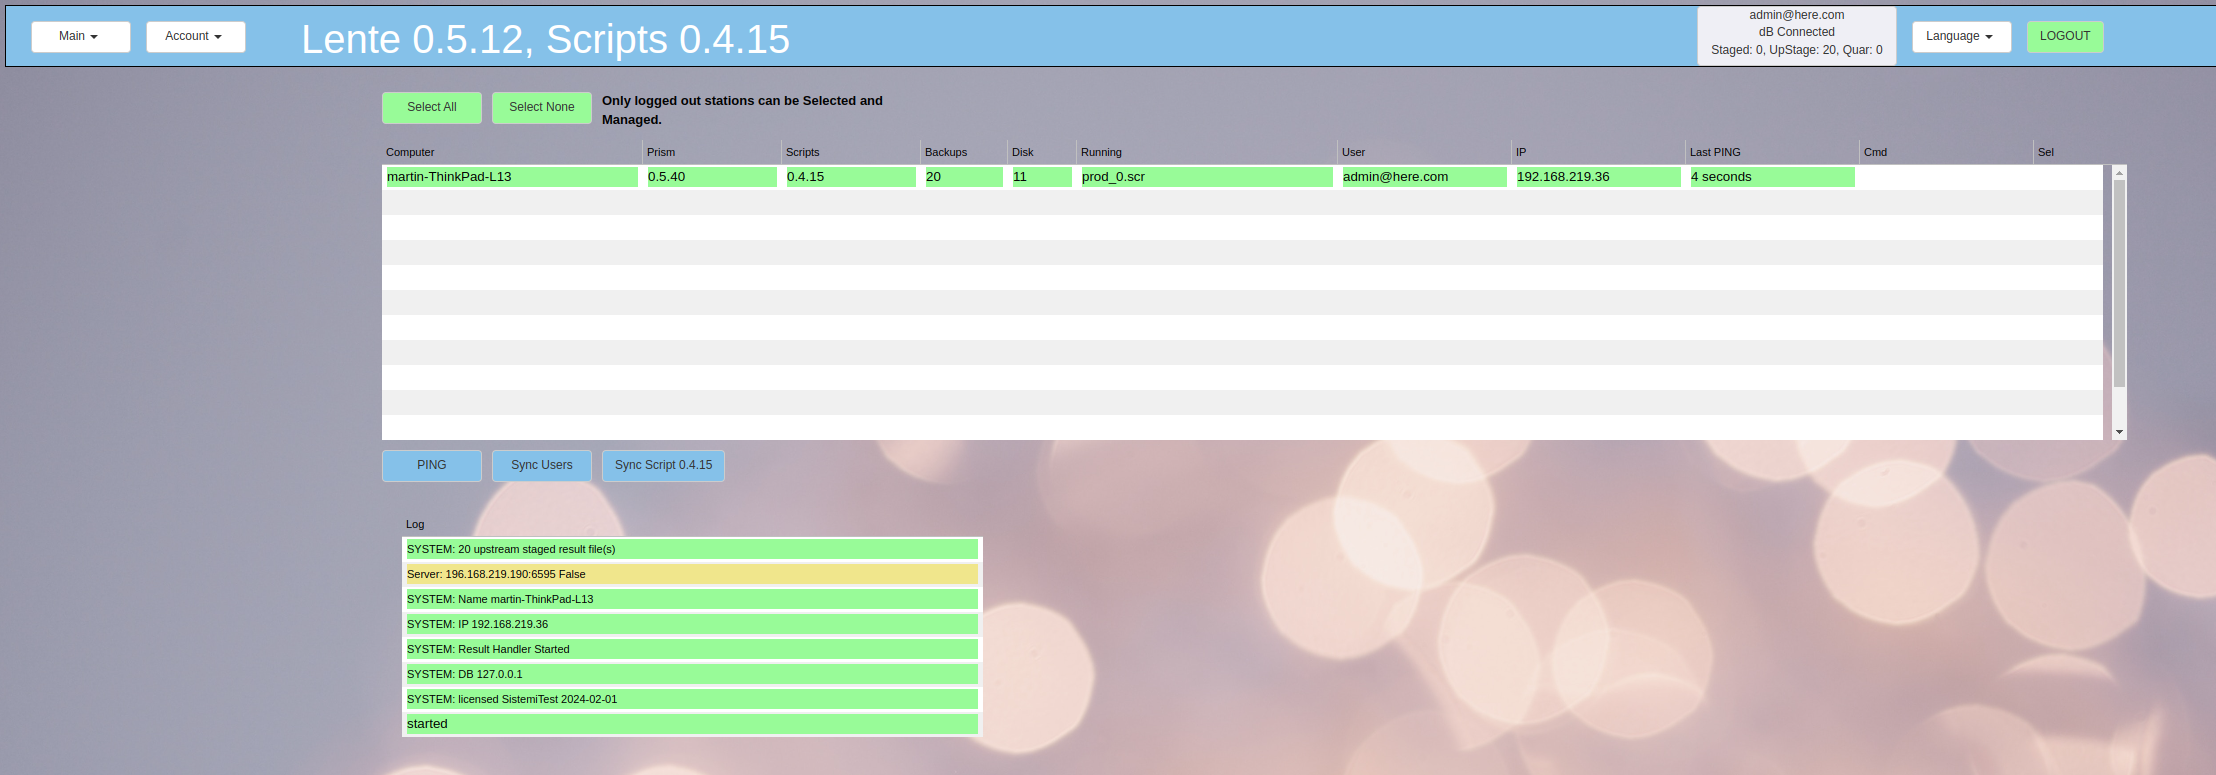 Main
Account
Lente 0.5.12, Scripts 0.4.15
admin@here.com
dB Connected
Staged: 0, UpStage: 20, Quar: 0
Language
LOGOUT
Select All
Select None
Only logged out stations can be Selected and
Managed.
Computer Prism Scripts Backups Disk Running User IP Last PING Cmd Sel
martin-ThinkPad-L13 0.5.40 0.4.15 20 11 prod_0.scr admin@here.com 192.168.219.36 4 seconds
PING
Sync Users
Sync Script 0.4.15
Log
SYSTEM: 20 upstream staged result file(s)
Server: 196.168.219.190:6595 False
SYSTEM: Name martin-ThinkPad-L13
SYSTEM: IP 192.168.219.36
SYSTEM: Result Handler Started
SYSTEM: DB 127.0.0.1
SYSTEM: licensed SistemiTest 2024-02-01
started